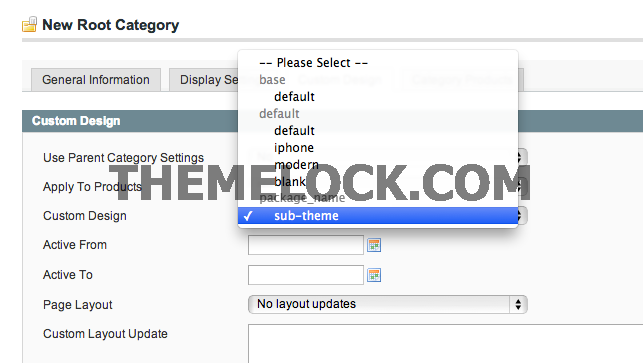 New Root Category
General Information
Display Se
-- Please Select --
base
default
default
default
iphone
modern
blank
package_name
✓ sub-theme
Custom Design
Use Parent Category Settings
Apply To Products
Custom Design
Active From
Active To
Page Layout
No layout updates
Custom Layout Update
THEMELOCK.COM